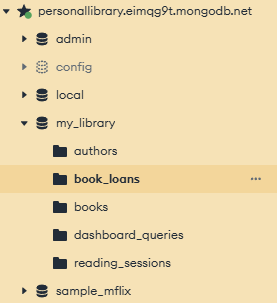 personallibrary.eimqg9t.mongodb.net
admin
config
local
my_library
authors
book_loans
books
dashboard_queries
reading_sessions
sample_mflix